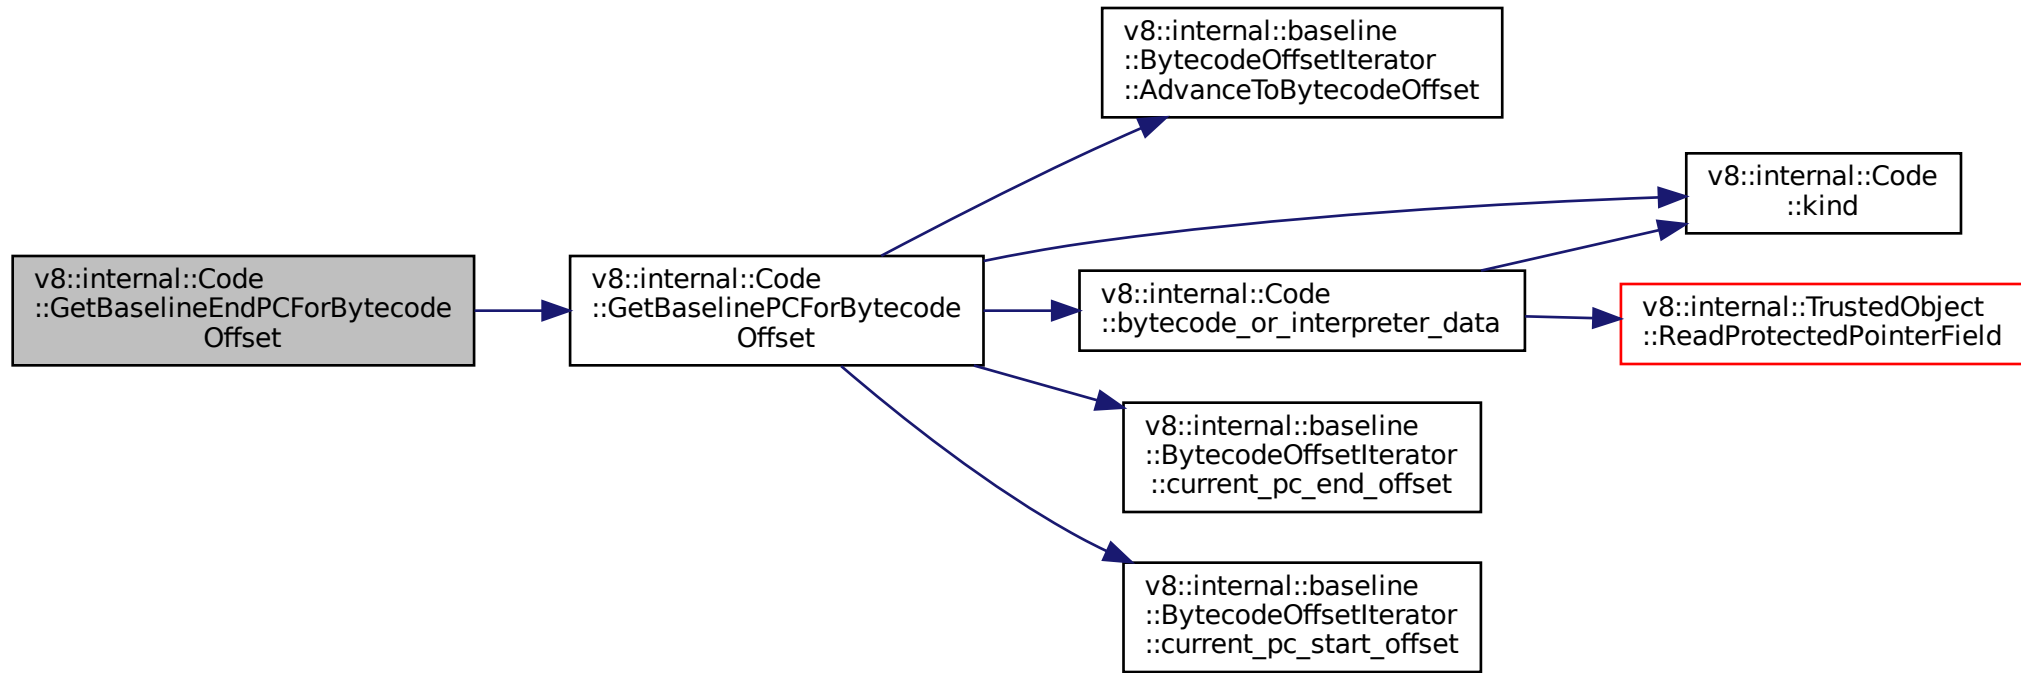 v8::internal::Code
::GetBaselineEndPCForBytecode
Offset
v8::internal::Code
::GetBaselinePCForBytecode
Offset
v8::internal::baseline
::BytecodeOffsetIterator
::AdvanceToBytecodeOffset
v8::internal::Code
::kind
v8::internal::Code
::bytecode_or_interpreter_data
v8::internal::TrustedObject
::ReadProtectedPointerField
v8::internal::baseline
::BytecodeOffsetIterator
::current_pc_end_offset
v8::internal::baseline
::BytecodeOffsetIterator
::current_pc_start_offset